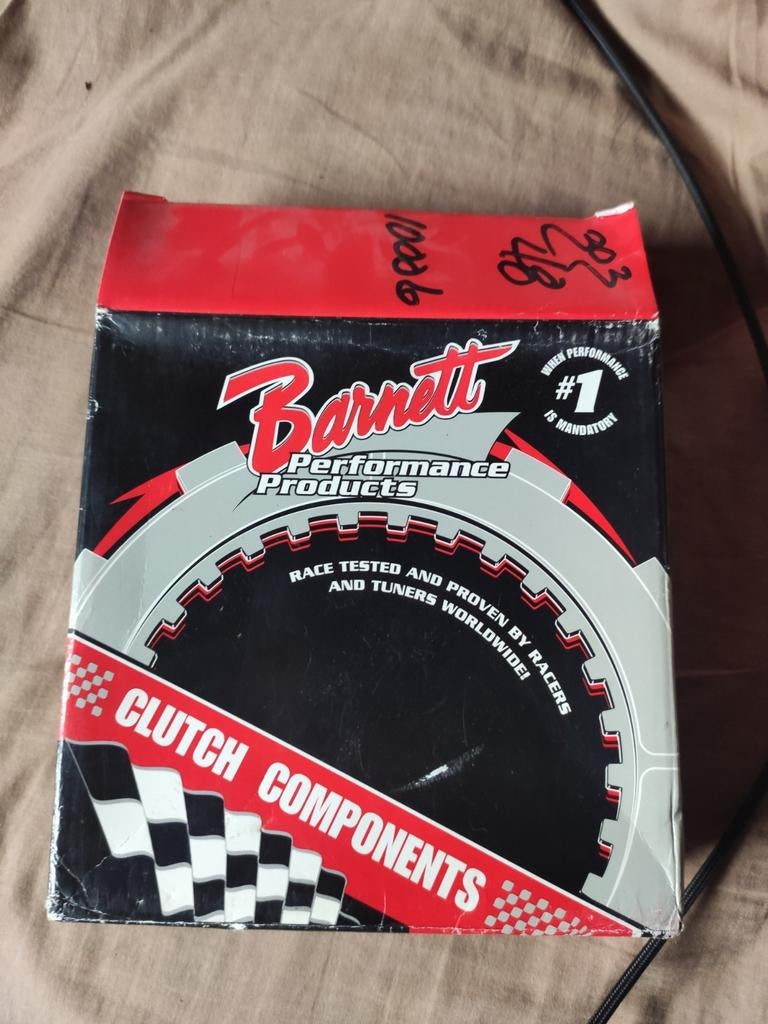 Barnett
Performance
Products
WHEN PERFORMANCE
#1
IS MANDATORY
RACE TESTED AND PROVEN BY RACERS
AND TUNERS WORLDWIDE!
CLUTCH COMPONENTS